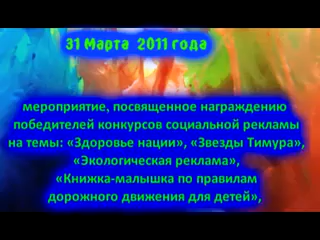 31 Марта 2011 года
мероприятие, посвященное награждению
победителей конкурсов социальной рекламы
на темы: «Здоровье нации», «Звезды Тимура»,
«Экологическая реклама»,
«Книжка-малышка по правилам
дорожного движения для детей»,